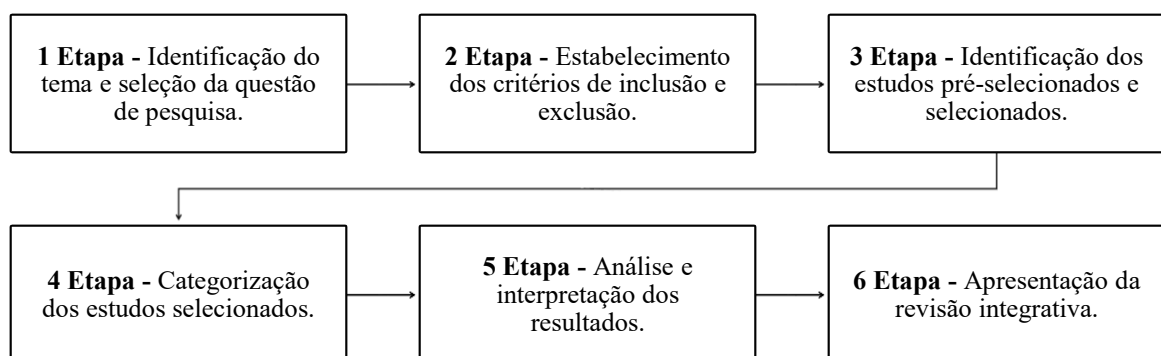 1 Etapa - Identificação do
tema e seleção da questão
de pesquisa.
2 Etapa - Estabelecimento
dos critérios de inclusão e
exclusão.
3 Etapa - Identificação dos
estudos pré-selecionados e
selecionados.
4 Etapa - Categorização
dos estudos selecionados.
5 Etapa - Análise e
interpretação dos
resultados.
6 Etapa - Apresentação da
revisão integrativa.